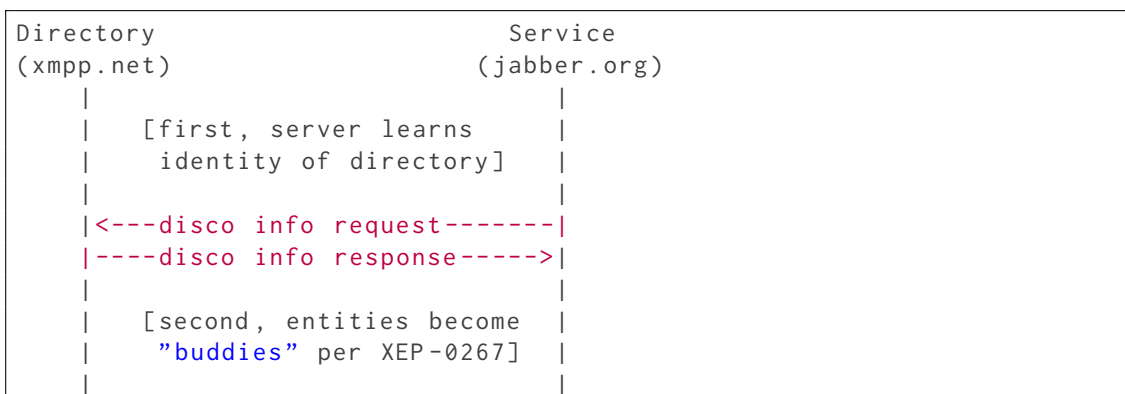 Directory                      Service
(xmpp.net)                   (jabber.org)
    |                              |
    |   [first, server learns      |
    |    identity of directory]    |
    |                              |
    |<---disco info request-------|
    |----disco info response----->|
    |                              |
    |   [second, entities become   |
    |    ”buddies” per XEP-0267]   |
    |                              |